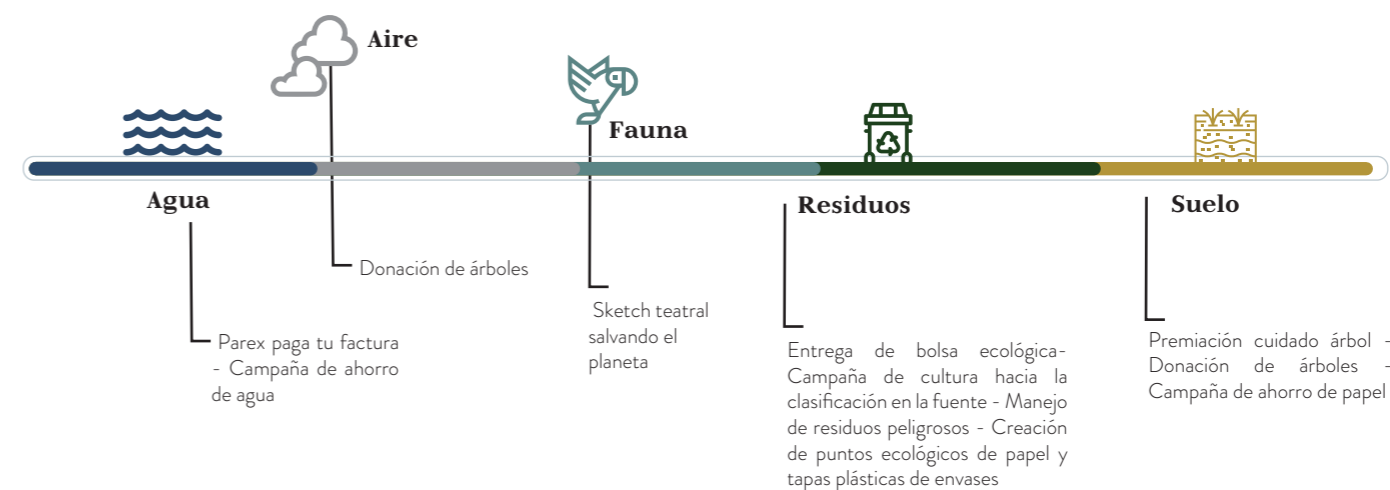 Aire
Fauna
Agua
Residuos
Suelo
Donación de árboles
Parex paga tu factura
- Campaña de ahorro
de agua
Sketch teatral
salvando el
planeta
Entrega de bolsa ecológica-
Campaña de cultura hacia la
clasificación en la fuente - Manejo
de residuos peligrosos - Creación
de puntos ecológicos de papel y
tapas plásticas de envases
Premiación cuidado árbol -
Donación de árboles -
Campaña de ahorro de papel